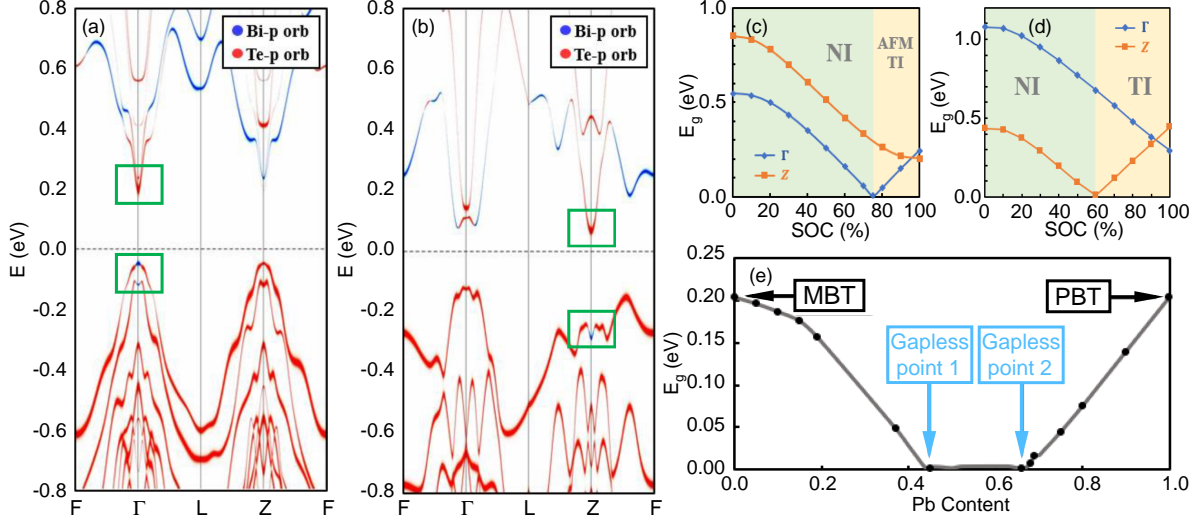 (a)
Bi-p orb
Te-p orb
E (eV)
0.8
0.6
0.4
0.2
0.0
-0.2
-0.4
-0.6
-0.8
F Γ L Z F
(b)
Bi-p orb
Te-p orb
E (eV)
0.8
0.6
0.4
0.2
0.0
-0.2
-0.4
-0.6
-0.8
F Γ L Z F
(c)
NI
AFM
TI
Γ
Z
E_g (eV)
1.0
0.5
0.0
0 20 40 60 80 100
SOC (%)
(d)
Γ
Z
NI
TI
E_g (eV)
1.0
0.5
0.0
0 20 40 60 80 100
SOC (%)
(e)
MBT
PBT
Gapless
point 1
Gapless
point 2
E_g (eV)
0.20
0.15
0.10
0.05
0.00
0.0 0.2 0.4 0.6 0.8 1.0
Pb Content